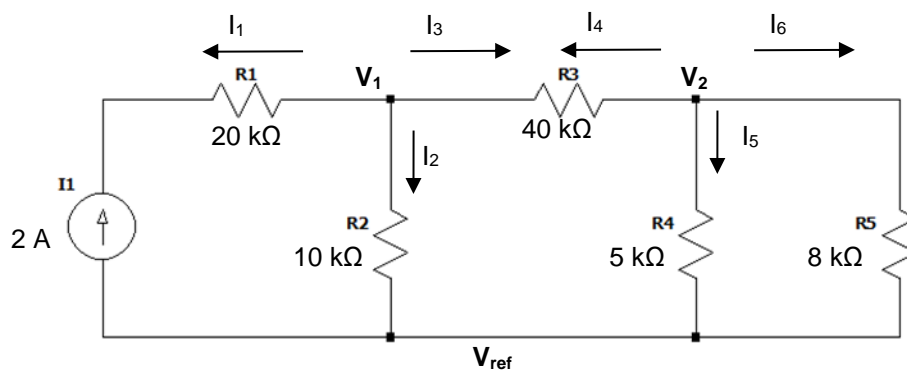 I1 I3 I4 I6
R1 V1 R3 V2
20 kΩ 40 kΩ
I2 I5
I1
2 A
R2 R4 R5
10 kΩ 5 kΩ 8 kΩ
Vref